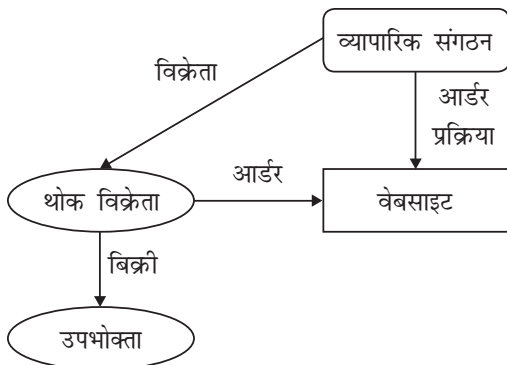 व्यापारिक संगठन
विक्रेता
आर्डर
प्रक्रिया
थोक विक्रेता
आर्डर
वेबसाइट
बिक्री
उपभोक्ता